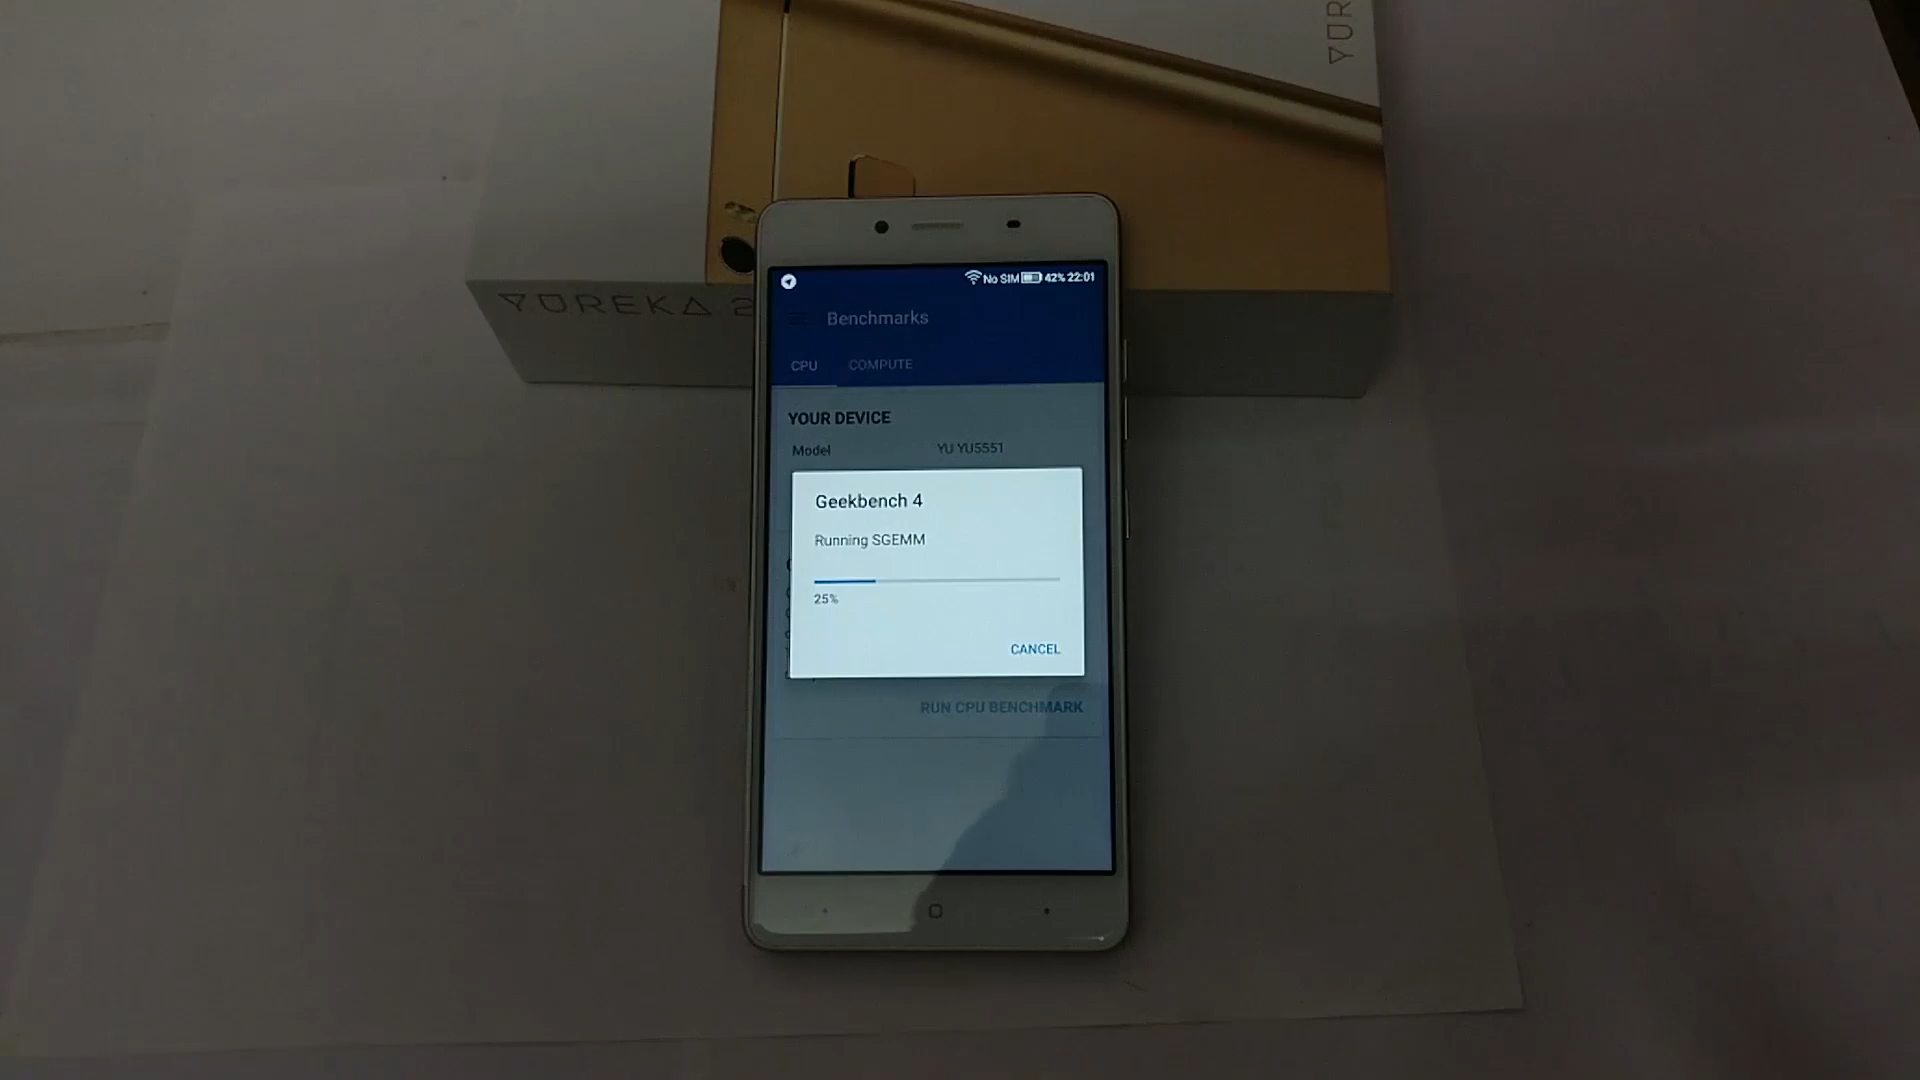 YUR
YUREKA 2
No SIM 42% 22:01
Benchmarks
CPU COMPUTE
YOUR DEVICE
Model YU YU5551
Geekbench 4
Running SGEMM
25%
CANCEL
RUN CPU BENCHMARK